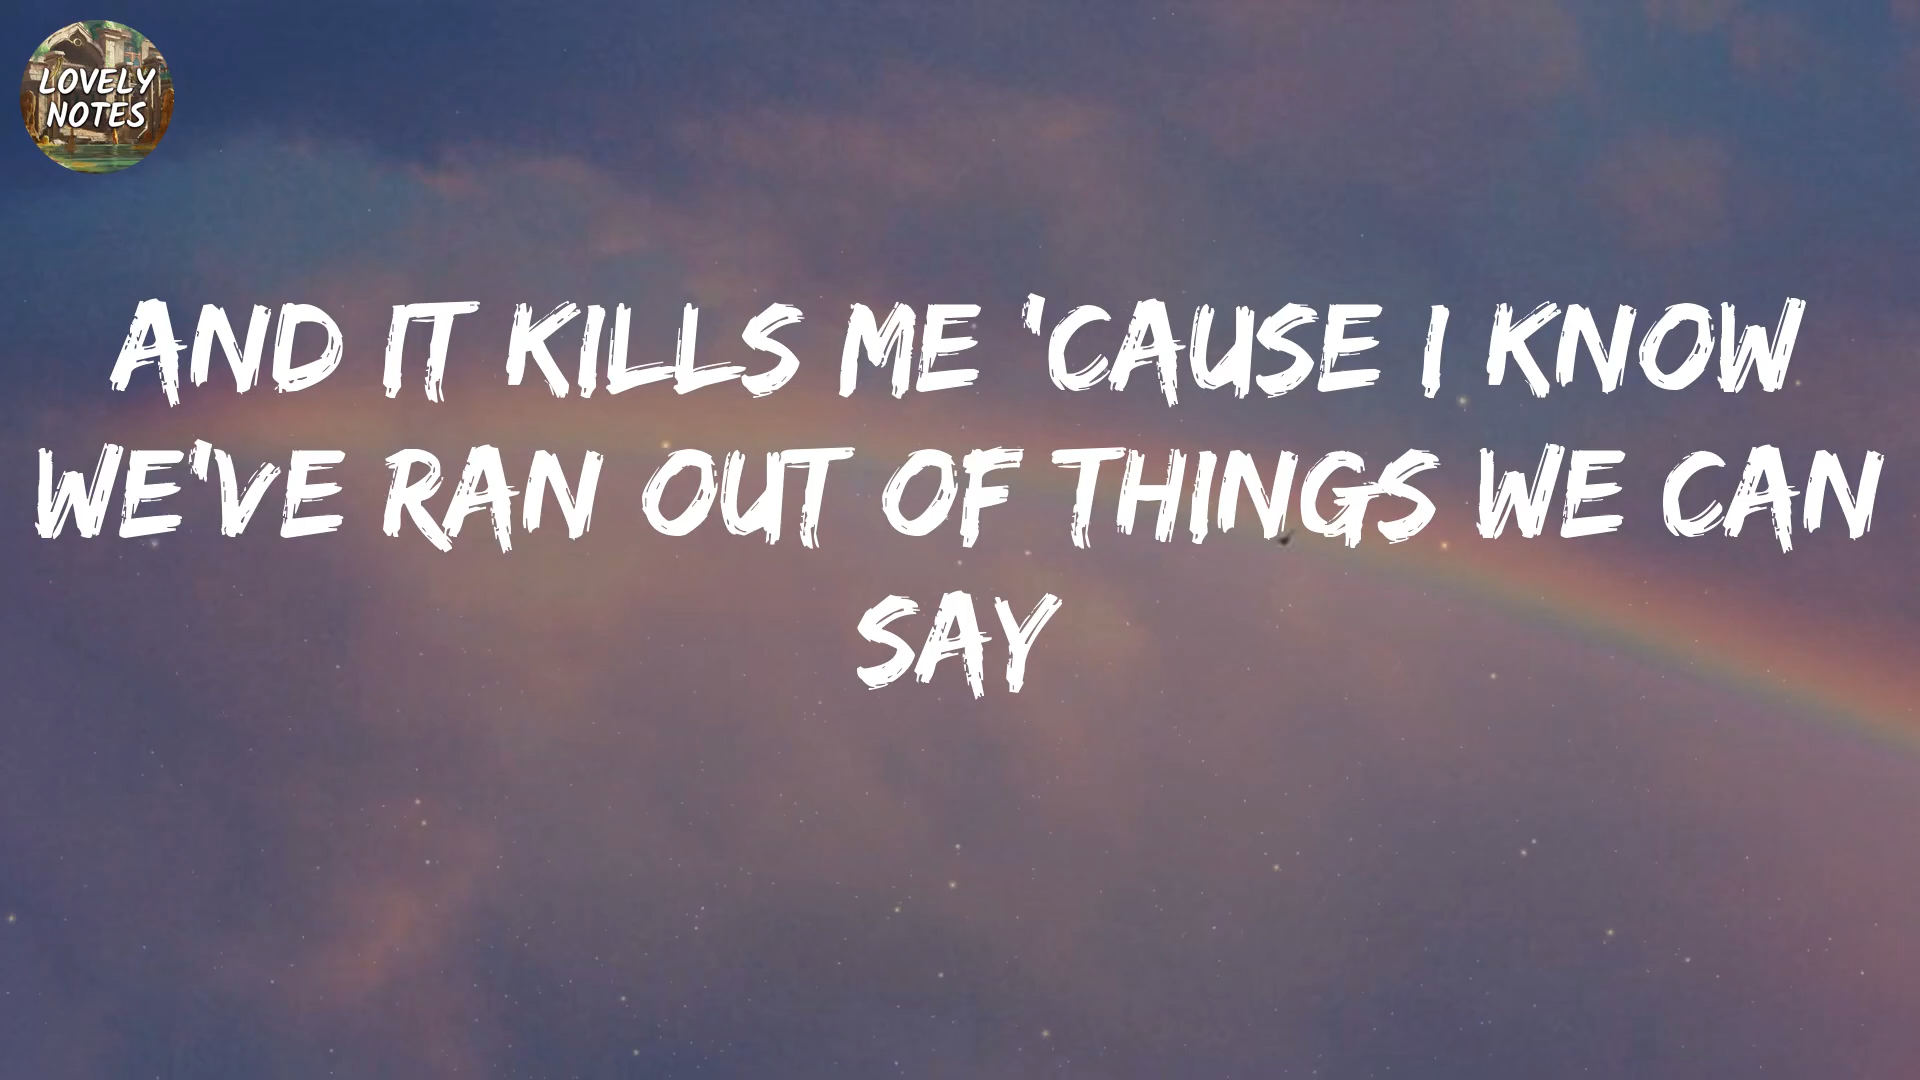 LOVELY
NOTES
AND IT KILLS ME 'CAUSE I KNOW
WE'VE RAN OUT OF THINGS WE CAN
SAY